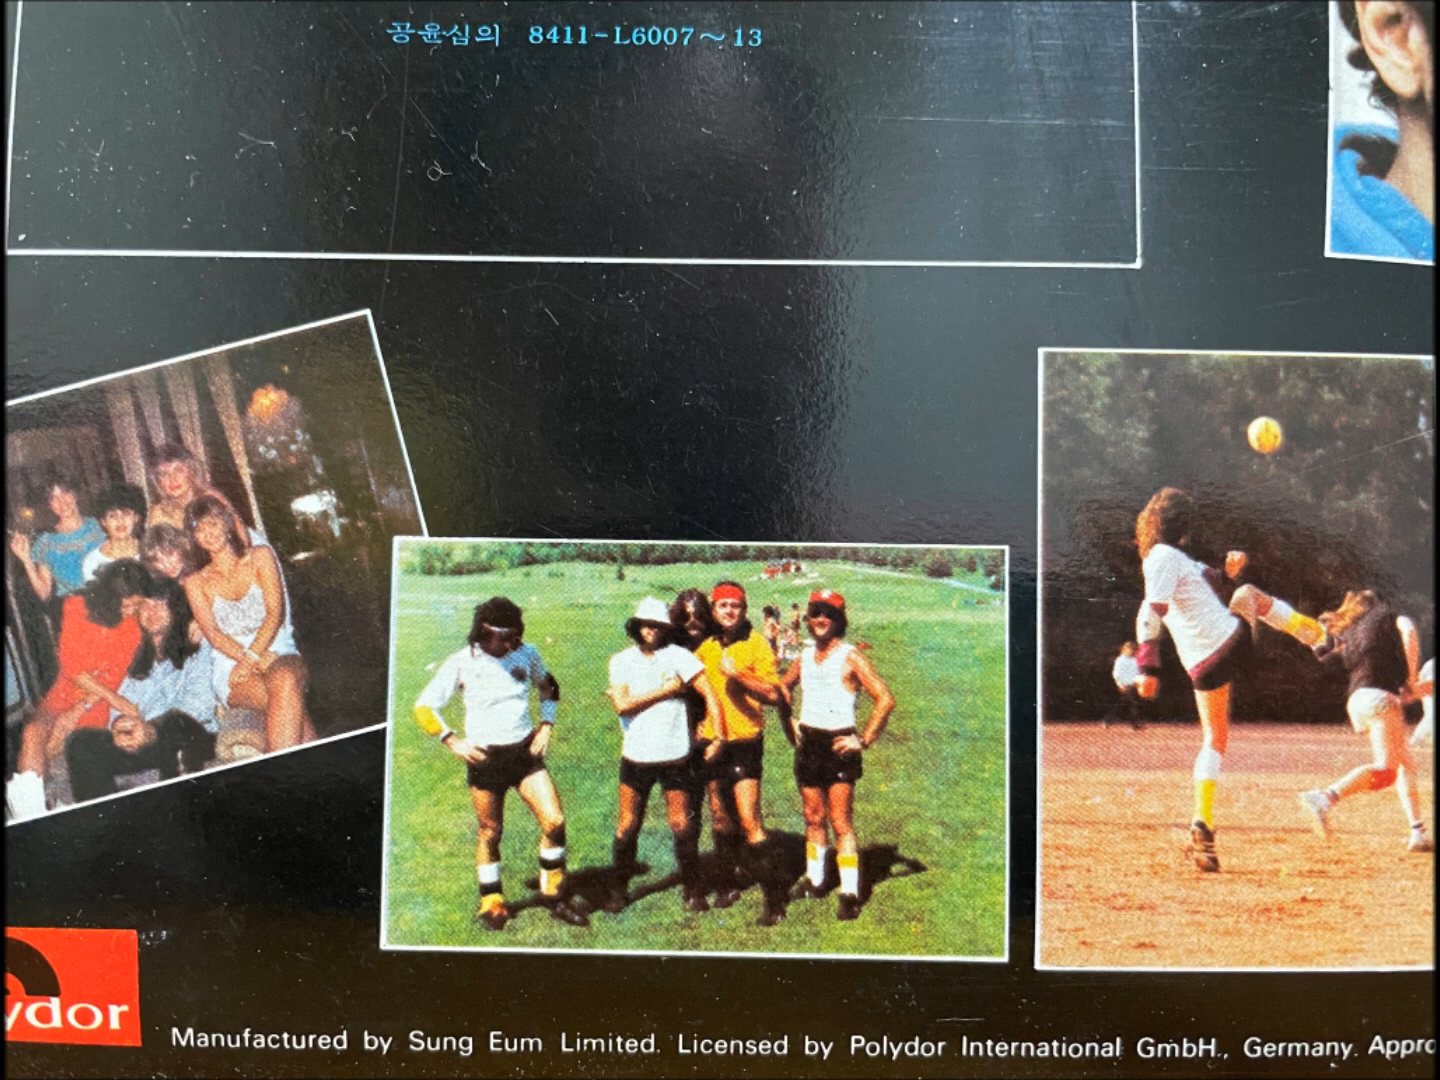 공윤심의 8411-L6007~13
ydor
Manufactured by Sung Eum Limited. Licensed by Polydor International GmbH., Germany. Appro